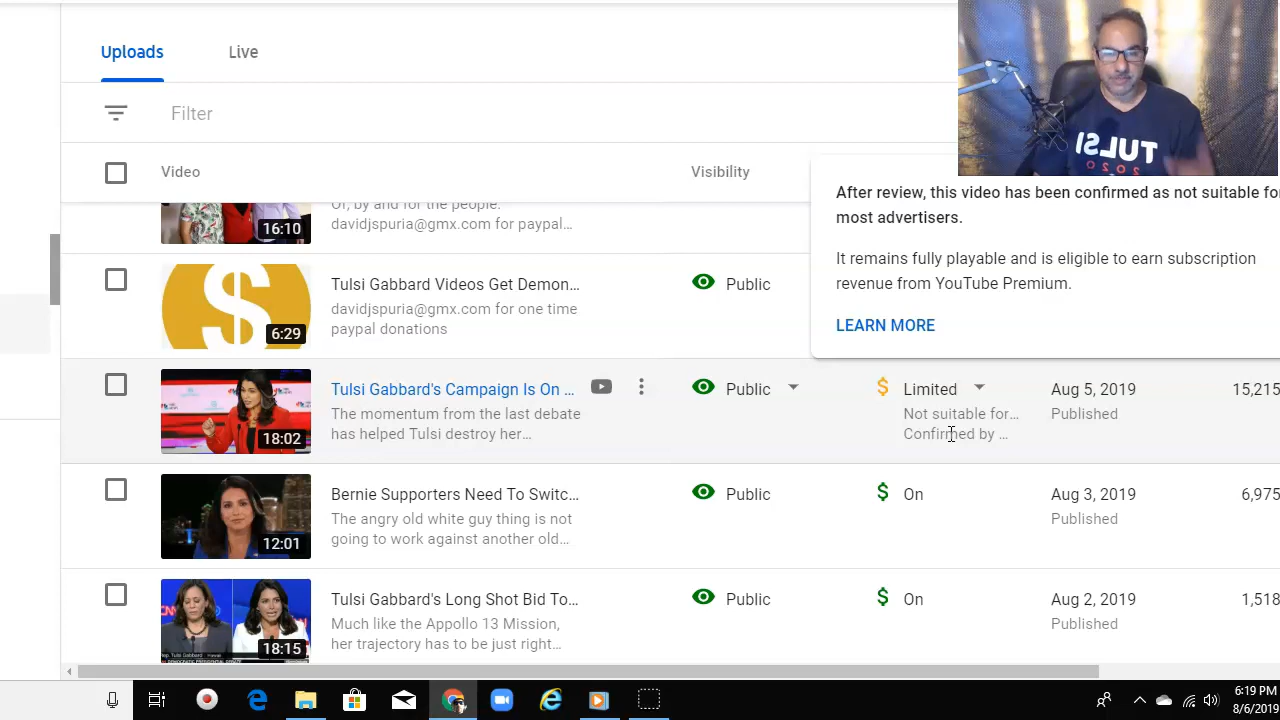 Uploads Live
Filter
Video Visibility
TULSI
2020
After review, this video has been confirmed as not suitable fo
most advertisers.
It remains fully playable and is eligible to earn subscription
revenue from YouTube Premium.
LEARN MORE
Of, by and for the people.
davidjspuria@gmx.com for paypal...
16:10
Tulsi Gabbard Videos Get Demon...
davidjspuria@gmx.com for one time
paypal donations
6:29
Public
Tulsi Gabbard's Campaign Is On ...
The momentum from the last debate
has helped Tulsi destroy her...
18:02
Public
$ Limited
Not suitable for...
Confirmed by ...
Aug 5, 2019
Published
15,215
Bernie Supporters Need To Switc...
The angry old white guy thing is not
going to work against another old...
12:01
Public
$ On
Aug 3, 2019
Published
6,975
Tulsi Gabbard's Long Shot Bid To...
Much like the Appollo 13 Mission,
her trajectory has to be just right...
18:15
Public
$ On
Aug 2, 2019
Published
1,518
6:19 PM
8/6/2019